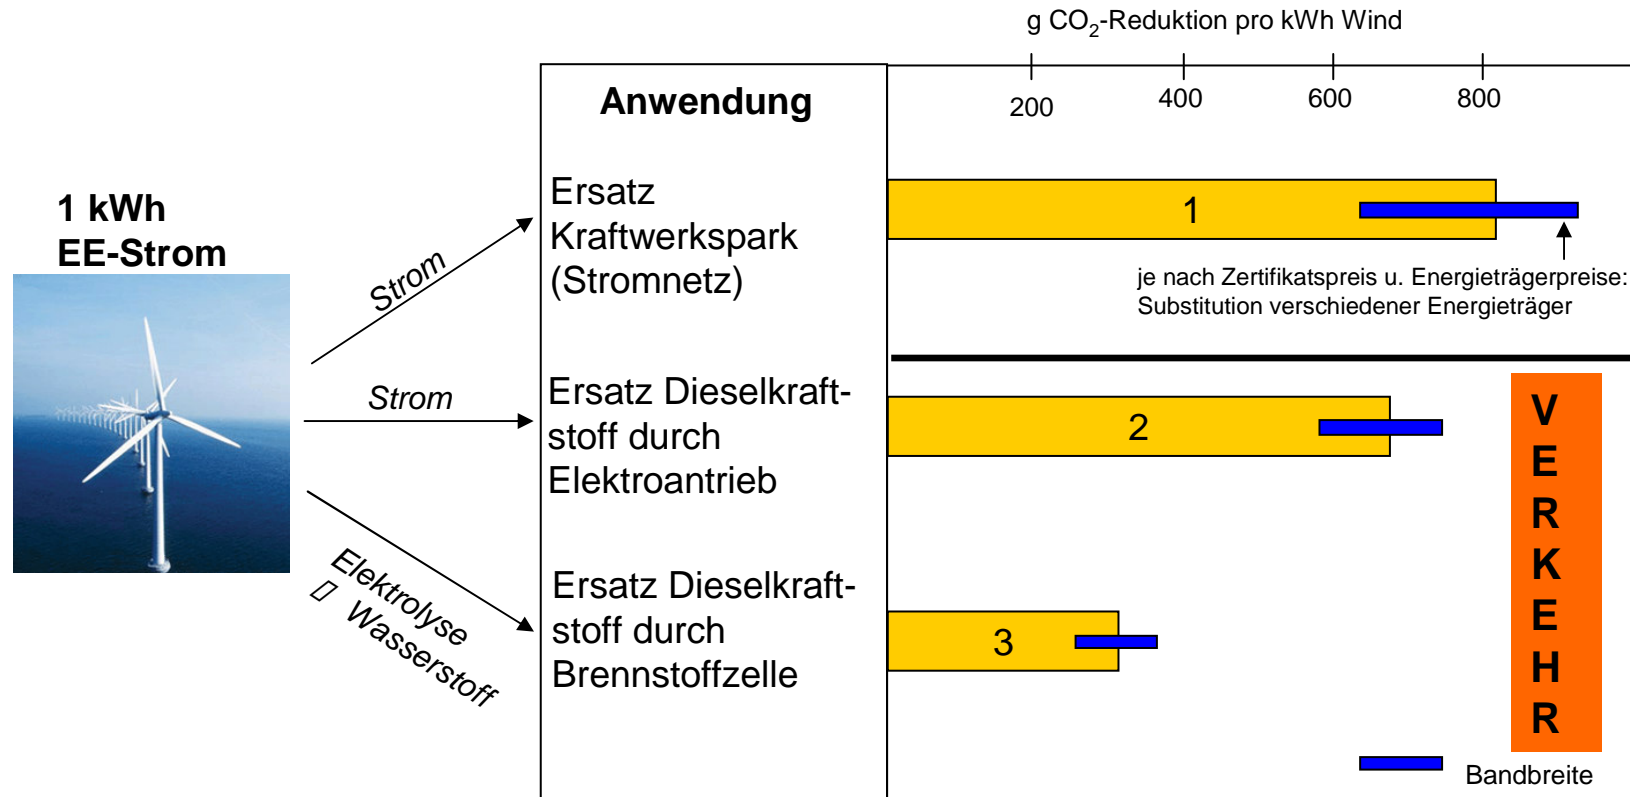 g CO₂-Reduktion pro kWh Wind
200
400
600
800
Anwendung
1 kWh
EE-Strom
Strom
Ersatz
Kraftwerkspark
(Stromnetz)
1
je nach Zertifikatspreis u. Energieträgerpreise:
Substitution verschiedener Energieträger
Strom
Ersatz Dieselkraft-
stoff durch
Elektroantrieb
2
Elektrolyse
Wasserstoff
Ersatz Dieselkraft-
stoff durch
Brennstoffzelle
3
V
E
R
K
E
H
R
Bandbreite